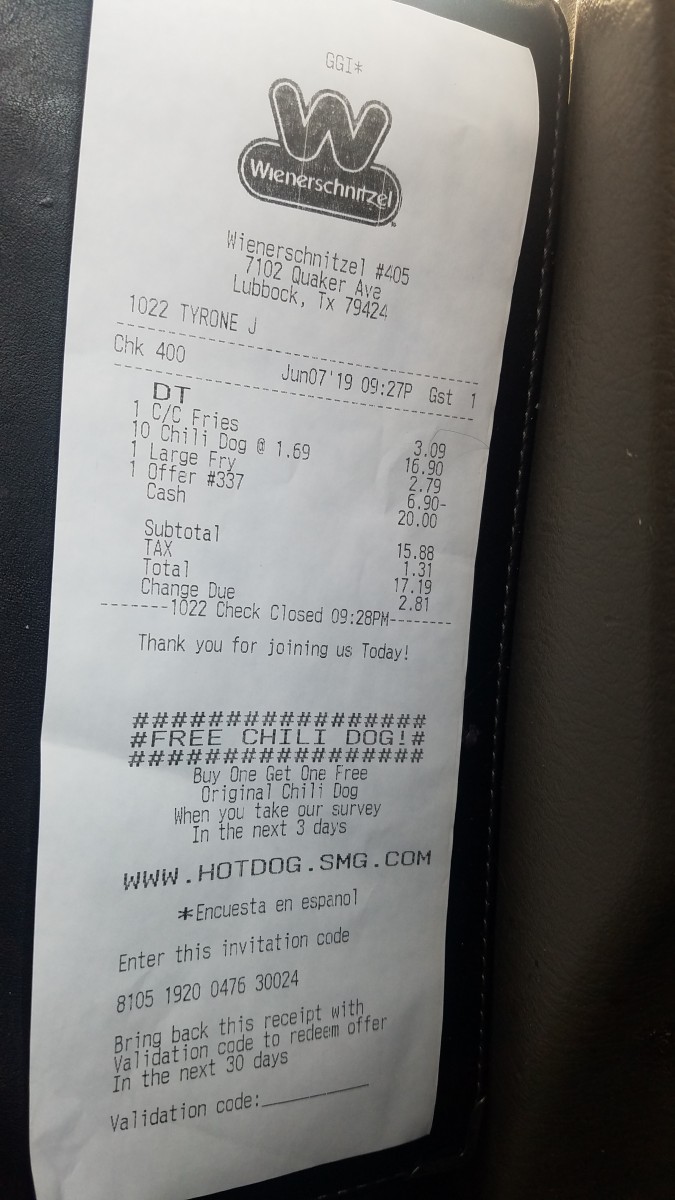 GGI*
W
Wienerschnitzel
Wienerschnitzel #405
7102 Quaker Ave
Lubbock, Tx 79424
1022 TYRONE J
Chk 400 Jun07'19 09:27P Gst 1
DT
1 C/C Fries 3.09
10 Chili Dog @ 1.69 16.90
1 Large Fry 2.79
1 Offer #337 6.90-
Cash 20.00
Subtotal 15.88
TAX 1.31
Total 17.19
Change Due 2.81
-------1022 Check Closed 09:28PM--------
Thank you for joining us Today!
################
#FREE CHILI DOG!#
################
Buy One Get One Free
Original Chili Dog
When you take our survey
In the next 3 days
WWW.HOTDOG.SMG.COM
*Encuesta en espanol
Enter this invitation code
8105 1920 0476 30024
Bring back this receipt with
Validation code to redeem offer
In the next 30 days
Validation code:___________